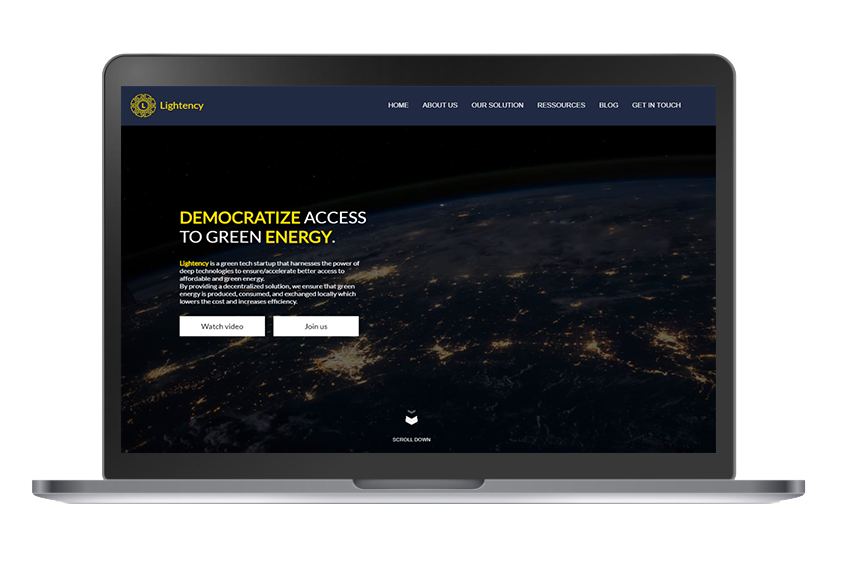 L
Lightency
HOME ABOUT US OUR SOLUTION RESSOURCES BLOG GET IN TOUCH
DEMOCRATIZE ACCESS
TO GREEN ENERGY.
Lightency is a green tech startup that harnesses the power of
deep technologies to ensure/accelerate better access to
affordable and green energy.
By providing a decentralized solution, we ensure that green
energy is produced, consumed, and exchanged locally which
lowers the cost and increases efficiency.
Watch video Join us
SCROLL DOWN